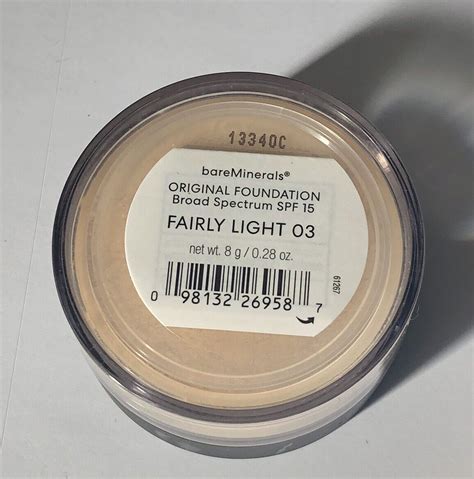 13340C
bareMinerals®
ORIGINAL FOUNDATION
Broad Spectrum SPF 15
FAIRLY LIGHT 03
net wt. 8 g / 0.28 oz.
61267
0 98132 26958 7